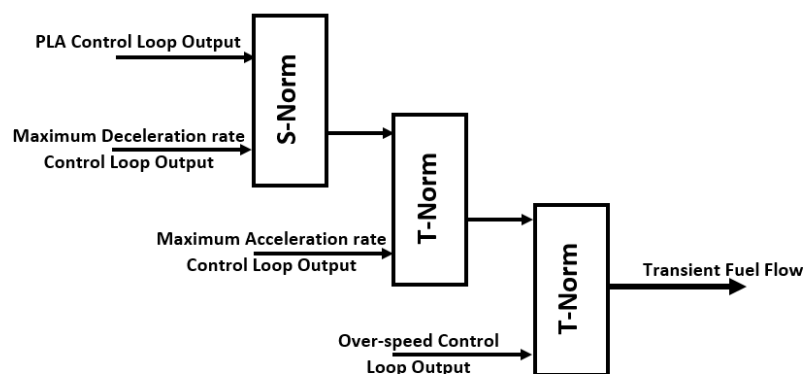 PLA Control Loop Output
S-Norm
Maximum Deceleration rate
Control Loop Output
T-Norm
Maximum Acceleration rate
Control Loop Output
T-Norm
Transient Fuel Flow
Over-speed Control
Loop Output